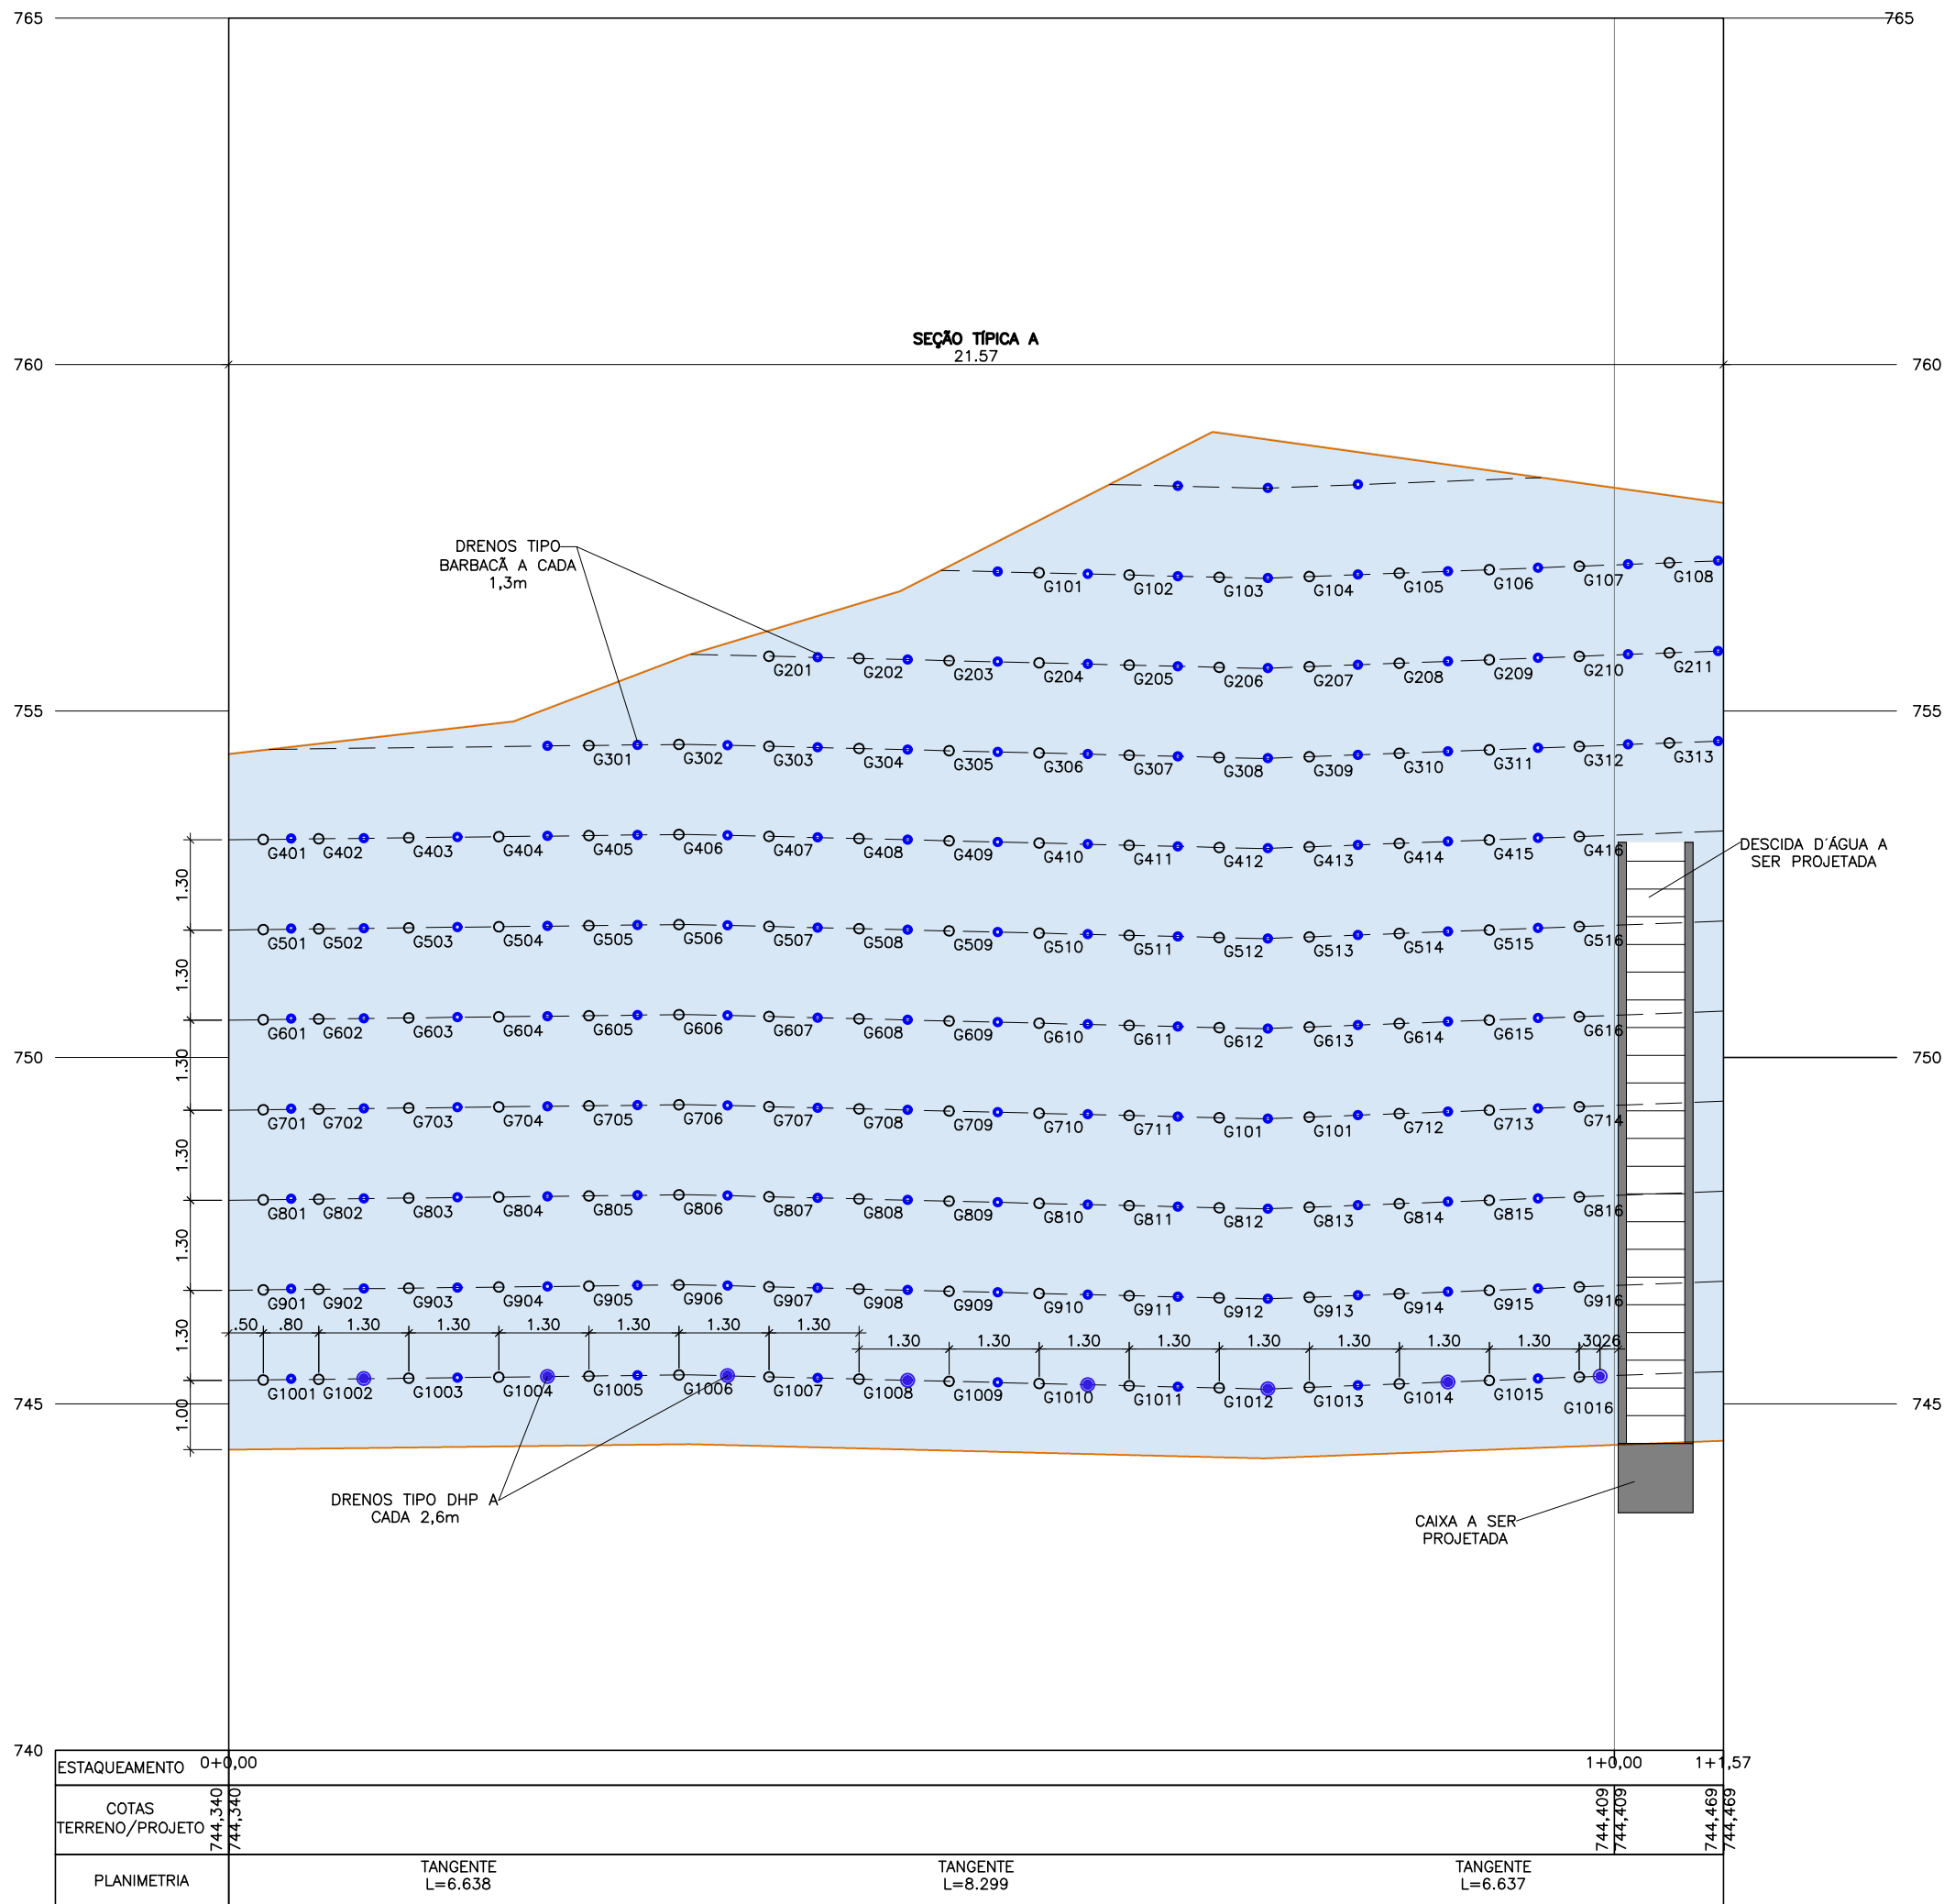 765 765
SEÇÃO TÍPICA A
760 21.57 760
DRENOS TIPO
BARBACÃ A CADA
1,3m
G101 G102 G103 G104 G105 G106 G107 G108
G201 G202 G203 G204 G205 G206 G207 G208 G209 G210 G211
755 755
G301 G302 G303 G304 G305 G306 G307 G308 G309 G310 G311 G312 G313
G401 G402 G403 G404 G405 G406 G407 G408 G409 G410 G411 G412 G413 G414 G415 G416
DESCIDA D´ÁGUA A
SER PROJETADA
1.30
G501 G502 G503 G504 G505 G506 G507 G508 G509 G510 G511 G512 G513 G514 G515 G516
1.30
G601 G602 G603 G604 G605 G606 G607 G608 G609 G610 G611 G612 G613 G614 G615 G616
750 750
1.30
G701 G702 G703 G704 G705 G706 G707 G708 G709 G710 G711 G101 G101 G712 G713 G714
1.30
G801 G802 G803 G804 G805 G806 G807 G808 G809 G810 G811 G812 G813 G814 G815 G816
1.30
G901 G902 G903 G904 G905 G906 G907 G908 G909 G910 G911 G912 G913 G914 G915 G916
1.30
.50 .80 1.30 1.30 1.30 1.30 1.30 1.30
1.30 1.30 1.30 1.30 1.30 1.30 1.30 1.30 .3026
G1001 G1002 G1003 G1004 G1005 G1006 G1007 G1008 G1009 G1010 G1011 G1012 G1013 G1014 G1015 G1016
745 745
1.00
DRENOS TIPO DHP A
CADA 2,6m
CAIXA A SER
PROJETADA
740
ESTAQUEAMENTO 0+0,00 1+0,00 1+1,57
COTAS
TERRENO/PROJETO
744,340 744,340 744,409 744,409 744,469 744,469
PLANIMETRIA
TANGENTE
L=6.638
TANGENTE
L=8.299
TANGENTE
L=6.637